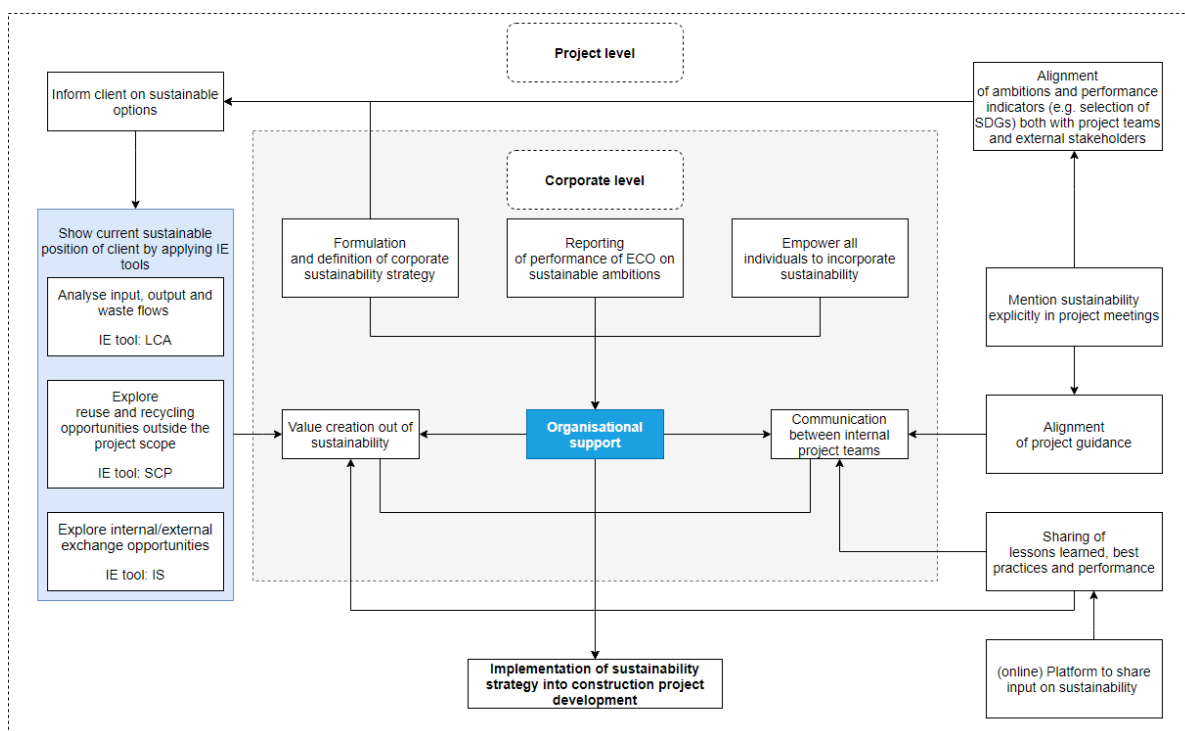 Project level
Inform client on sustainable
options
Alignment
of ambitions and performance
indicators (e.g. selection of
SDGs) both with project teams
and external stakeholders
Corporate level
Show current sustainable
position of client by applying IE
tools
Analyse input, output and
waste flows
IE tool: LCA
Explore
reuse and recycling
opportunities outside the
project scope
IE tool: SCP
Explore internal/external
exchange opportunities
IE tool: IS
Formulation
and definition of corporate
sustainability strategy
Reporting
of performance of ECO on
sustainable ambitions
Empower all
individuals to incorporate
sustainability
Mention sustainability
explicitly in project meetings
Value creation out of
sustainability
Organisational
support
Communication
between internal
project teams
Alignment
of project guidance
Sharing of
lessons learned, best
practices and performance
Implementation of sustainability
strategy into construction project
development
(online) Platform to share
input on sustainability